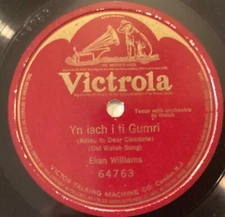 Victrola
Tenor with orchestra
in Welsh
Yn iach i ti Gumri
(Adieu to Dear Cambria)
(Old Welsh Song)
Evan Williams
64763
VICTOR TALKING MACHINE CO. Camden N.J.